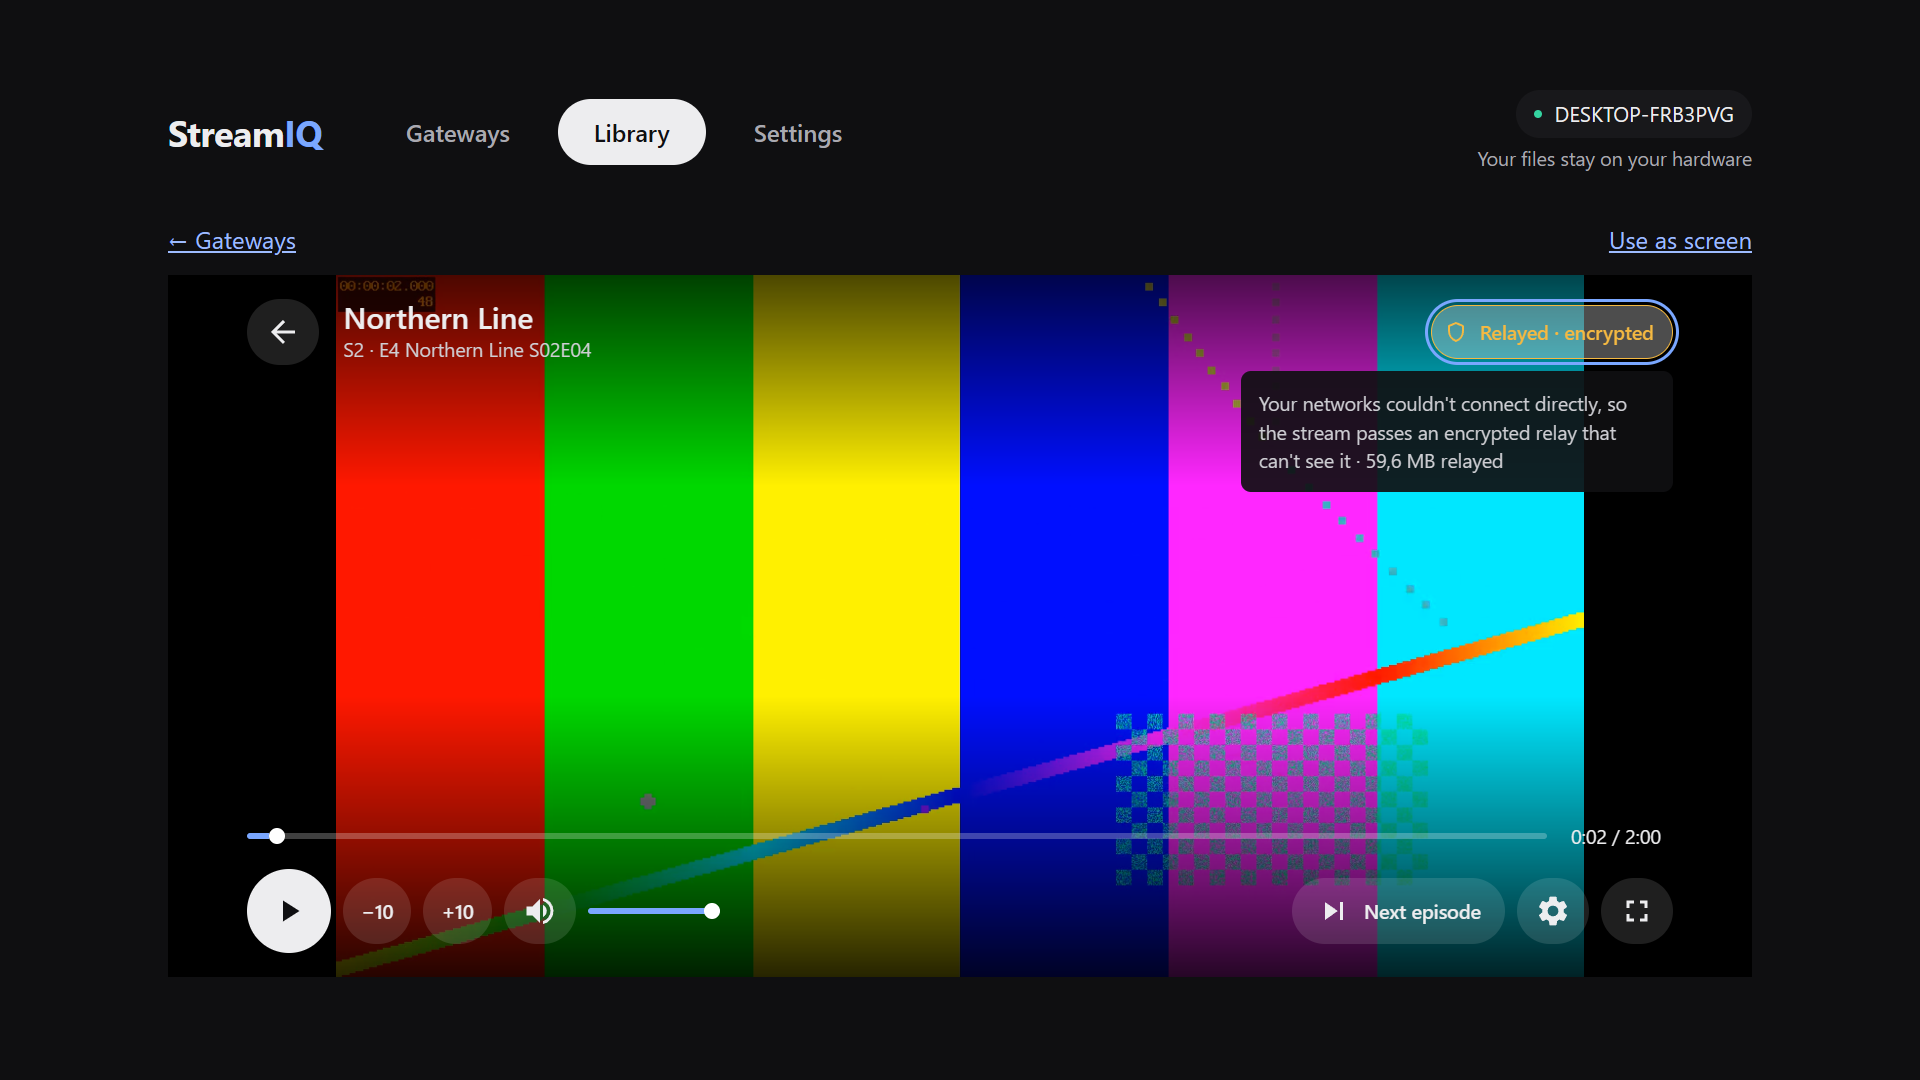 StreamIQ
Gateways
Library
Settings
DESKTOP-FRB3PVG
Your files stay on your hardware
← Gateways
Use as screen
00:00:02.000
48
Northern Line
S2 · E4 Northern Line S02E04
Relayed · encrypted
Your networks couldn't connect directly, so
the stream passes an encrypted relay that
can't see it · 59,6 MB relayed
0:02 / 2:00
−10
+10
Next episode